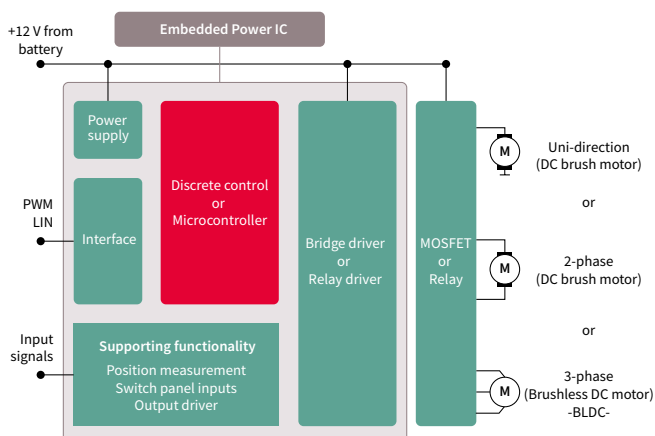 Embedded Power IC
+12 V from
battery
Power
supply
Discrete control
or
Microcontroller
PWM
LIN
Interface
Bridge driver
or
Relay driver
MOSFET
or
Relay
M
Uni-direction
(DC brush motor)
or
M
2-phase
(DC brush motor)
or
Input
signals
Supporting functionality
Position measurement
Switch panel inputs
Output driver
M
3-phase
(Brushless DC motor)
-BLDC-